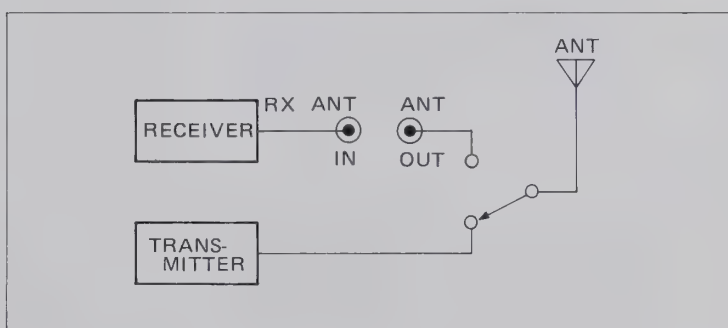 ANT
RX ANT
ANT
RECEIVER
IN
OUT
TRANS-
MITTER